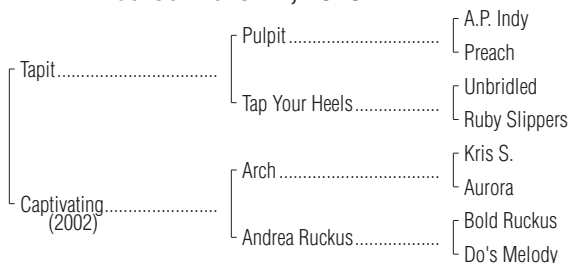 A.P. Indy
Pulpit
Preach
Tapit
Unbridled
Tap Your Heels
Ruby Slippers
Kris S.
Arch
Aurora
Captivating
(2002)
Bold Ruckus
Andrea Ruckus
Do's Melody